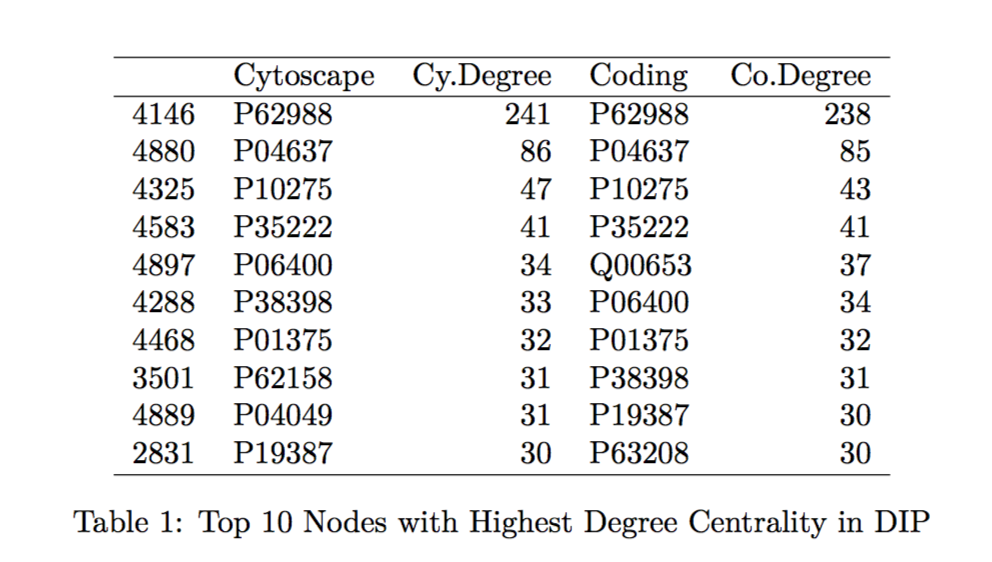 Cytoscape Cy.Degree Coding Co.Degree
4146 P62988 241 P62988 238
4880 P04637 86 P04637 85
4325 P10275 47 P10275 43
4583 P35222 41 P35222 41
4897 P06400 34 Q00653 37
4288 P38398 33 P06400 34
4468 P01375 32 P01375 32
3501 P62158 31 P38398 31
4889 P04049 31 P19387 30
2831 P19387 30 P63208 30
Table 1: Top 10 Nodes with Highest Degree Centrality in DIP